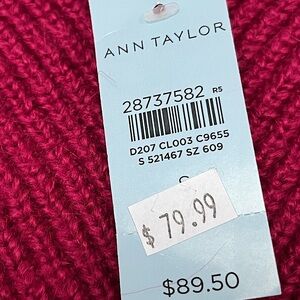 ANN TAYLOR
28737582 R5
D207 CL003 C9655
S 521467 SZ 609
$79.99
$89.50